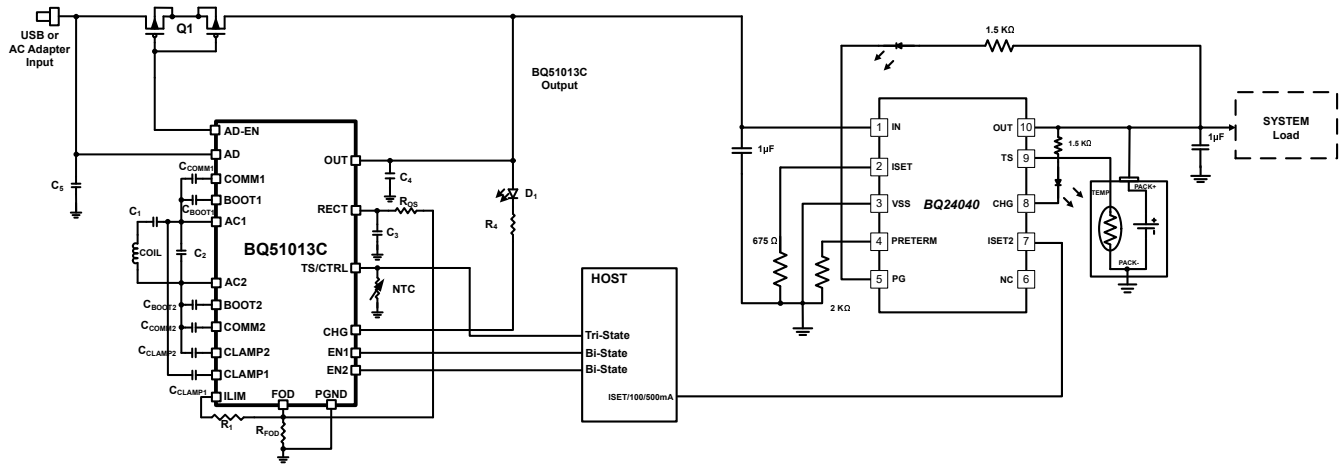 USB or
AC Adapter
Input
Q1
BQ51013C
Output
C5
AD-EN
AD
COMM1
BOOT1
AC1
AC2
BOOT2
COMM2
CLAMP2
CLAMP1
ILIM
FOD
PGND
OUT
RECT
TS/CTRL
CHG
EN1
EN2
BQ51013C
CCOMM1
CBOOT1
C1
COIL
C2
CBOOT2
CCOMM2
CCLAMP2
CCLAMP1
R1
RFOD
C4
ROS
C3
NTC
D1
R4
HOST
Tri-State
Bi-State
Bi-State
ISET/100/500mA
1µF
675 Ω
2 KΩ
1.5 KΩ
BQ24040
1 IN
2 ISET
3 VSS
4 PRETERM
5 PG
OUT 10
TS 9
CHG 8
ISET2 7
NC 6
1.5 KΩ
TEMP
PACK+
+
PACK-
1µF
SYSTEM
Load